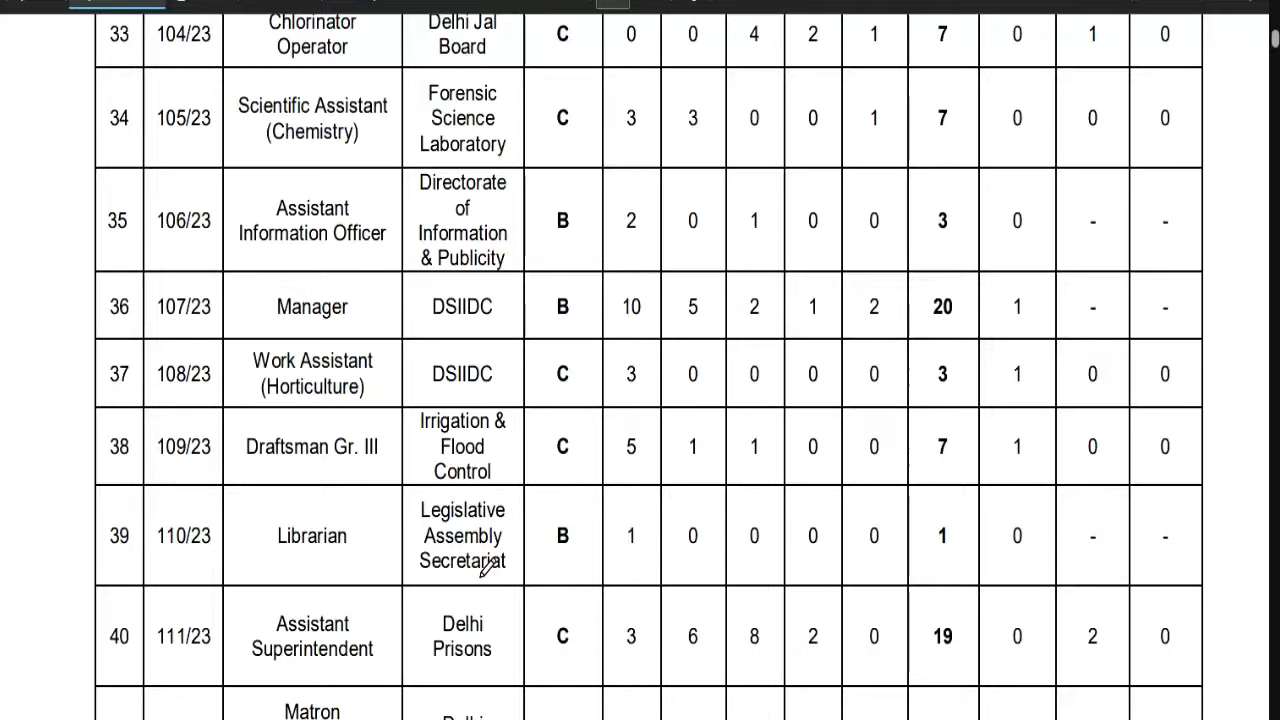 33 104/23 Chlorinator Operator Delhi Jal Board C 0 0 4 2 1 7 0 1 0
34 105/23 Scientific Assistant (Chemistry) Forensic Science Laboratory C 3 3 0 0 1 7 0 0 0
35 106/23 Assistant Information Officer Directorate of Information & Publicity B 2 0 1 0 0 3 0 - -
36 107/23 Manager DSIIDC B 10 5 2 1 2 20 1 - -
37 108/23 Work Assistant (Horticulture) DSIIDC C 3 0 0 0 0 3 1 0 0
38 109/23 Draftsman Gr. III Irrigation & Flood Control C 5 1 1 0 0 7 1 0 0
39 110/23 Librarian Legislative Assembly Secretariat B 1 0 0 0 0 1 0 - -
40 111/23 Assistant Superintendent Delhi Prisons C 3 6 8 2 0 19 0 2 0
Matron Delhi